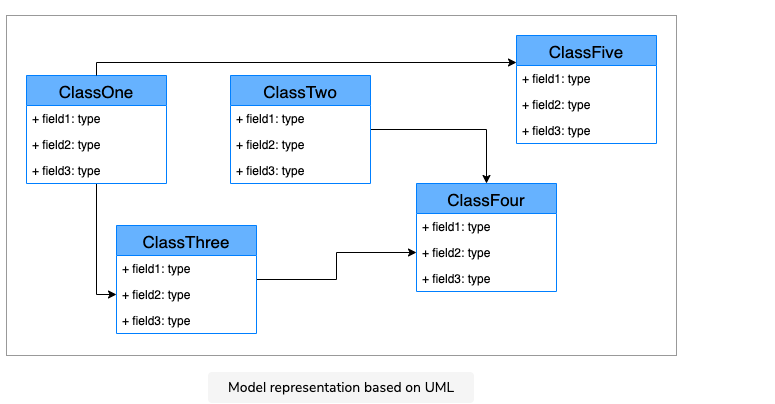 ClassFive
+ field1: type
+ field2: type
+ field3: type
ClassOne
+ field1: type
+ field2: type
+ field3: type
ClassTwo
+ field1: type
+ field2: type
+ field3: type
ClassFour
+ field1: type
+ field2: type
+ field3: type
ClassThree
+ field1: type
+ field2: type
+ field3: type
Model representation based on UML